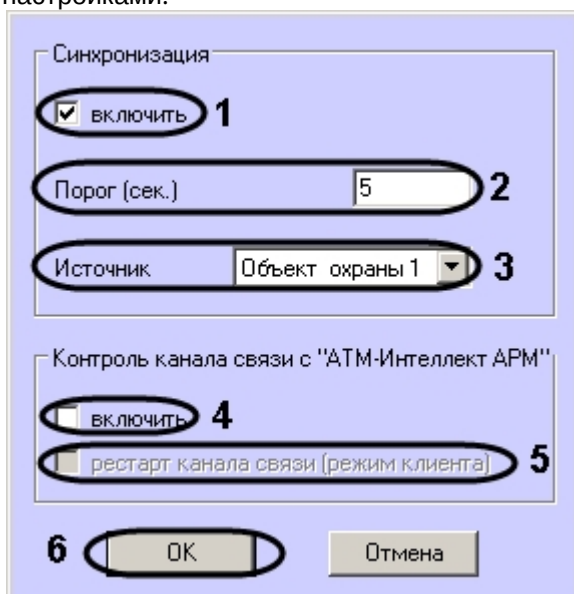 настройками.
Синхронизация
включить 1
Порог (сек.) 5 2
Источник Объект охраны 1 3
Контроль канала связи с "АТМ-Интеллект АРМ"
включить 4
рестарт канала связи (режим клиента) 5
6 OK Отмена